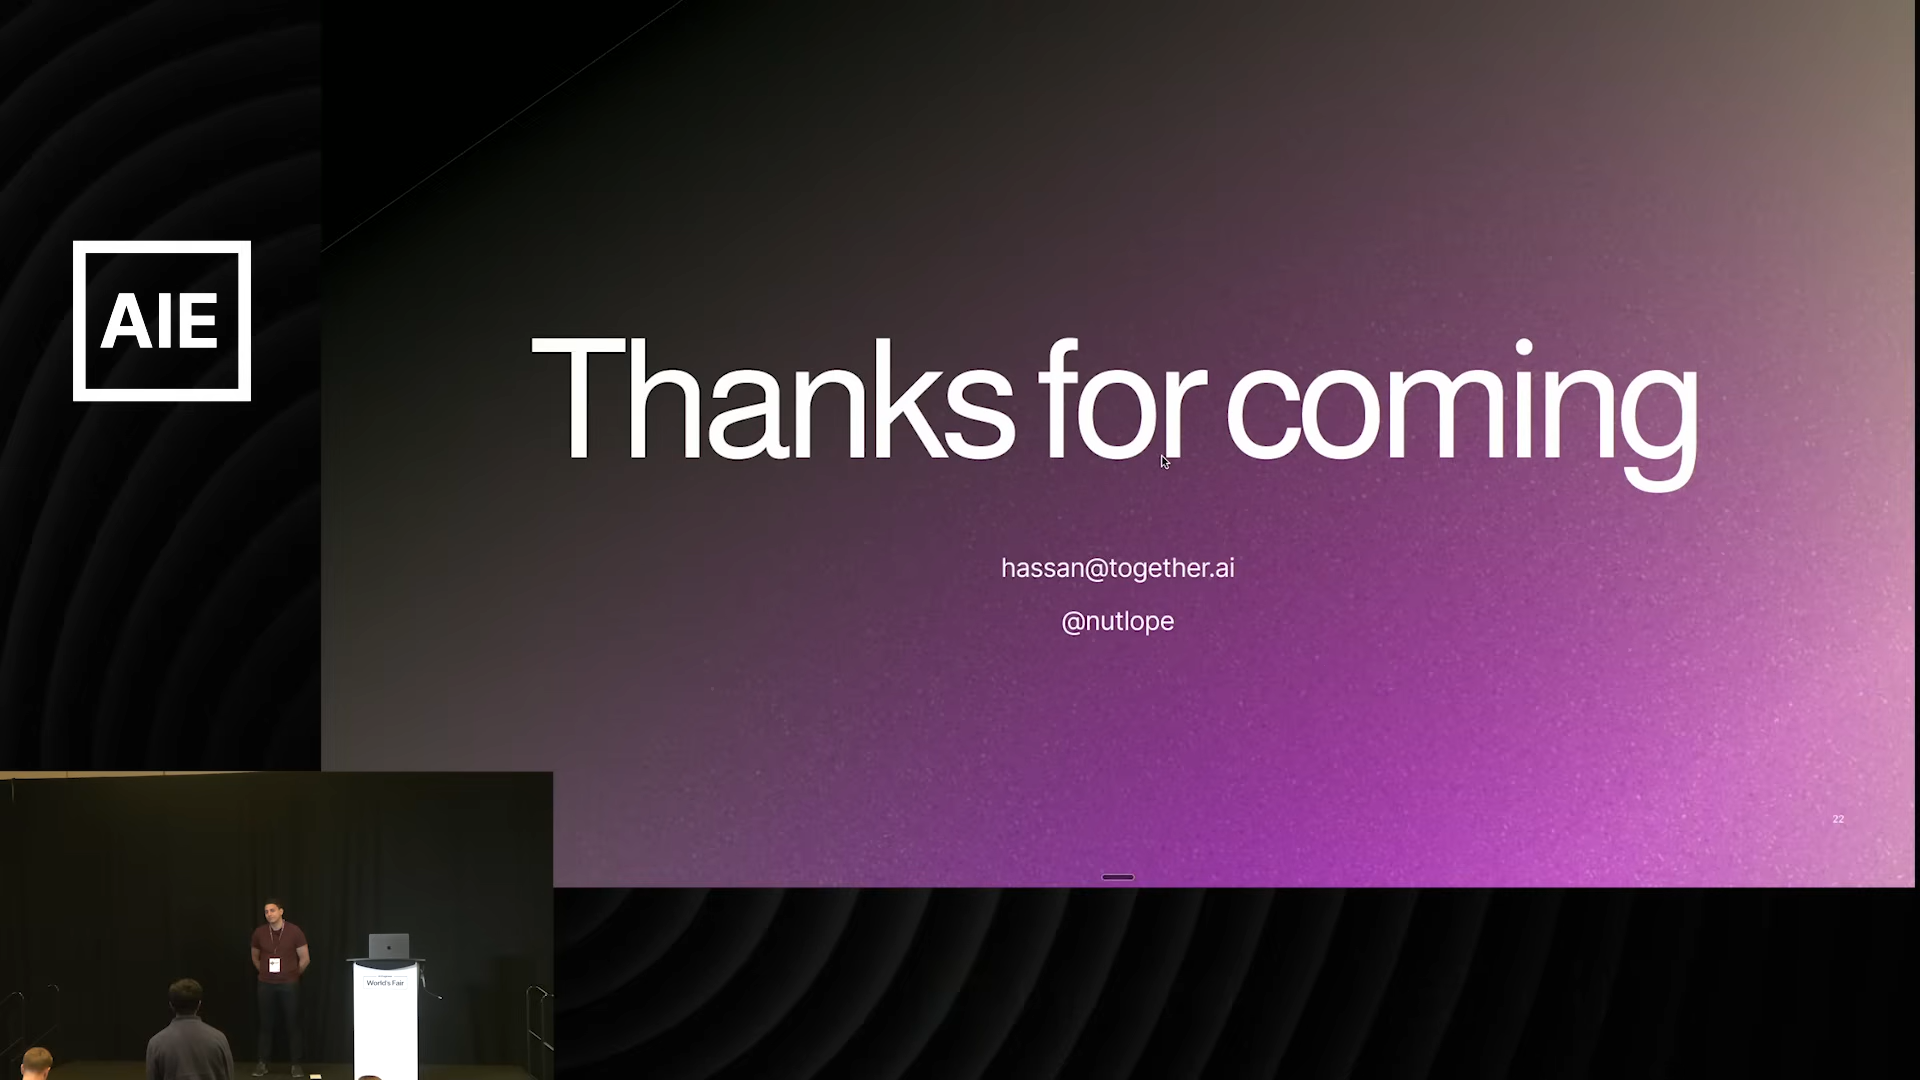 AIE
Thanks for coming
hassan@together.ai
@nutlope
22
World's Fair